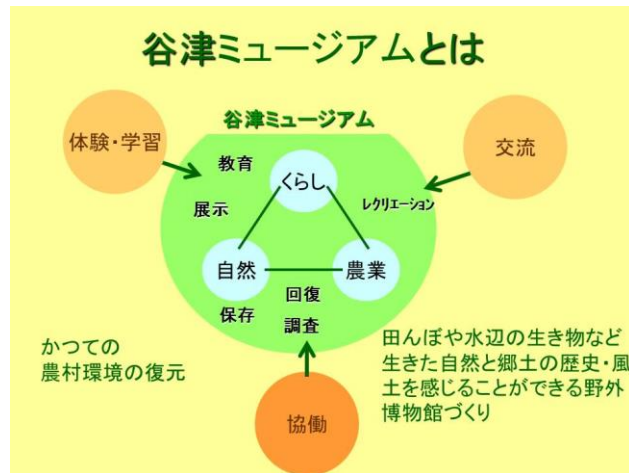 谷津ミュージアムとは
谷津ミュージアム
体験・学習
交流
教育
くらし
展示
レクリエーション
自然
農業
回復
保存
調査
かつての
農村環境の復元
田んぼや水辺の生き物など
生きた自然と郷土の歴史・風
土を感じることができる野外
博物館づくり
協働